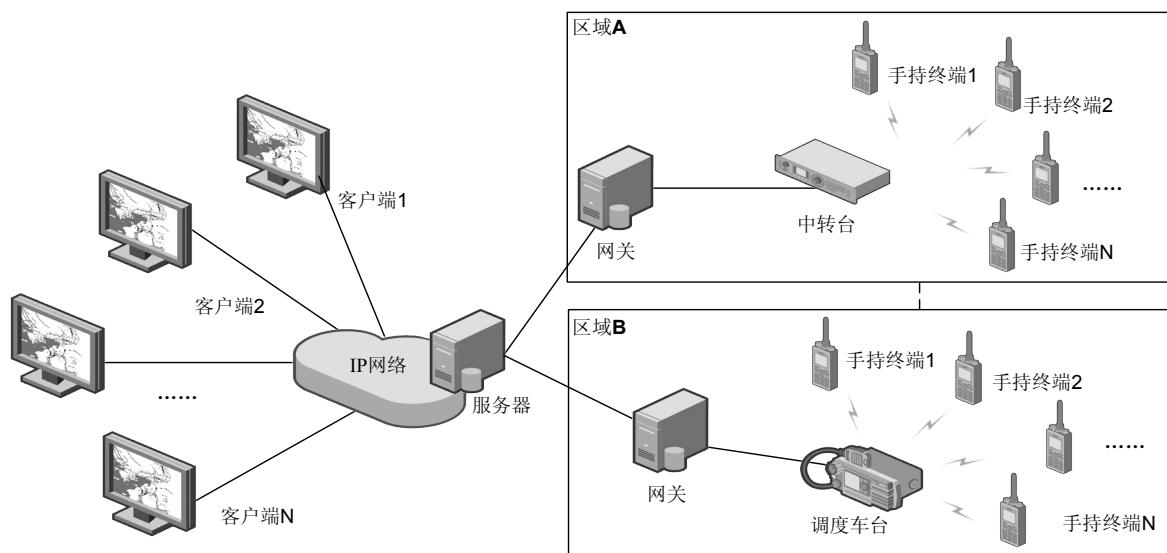 区域A
手持终端1
手持终端2
……
手持终端N
中转台
网关
客户端1
客户端2
……
客户端N
IP网络
服务器
区域B
手持终端1
手持终端2
……
手持终端N
网关
调度车台